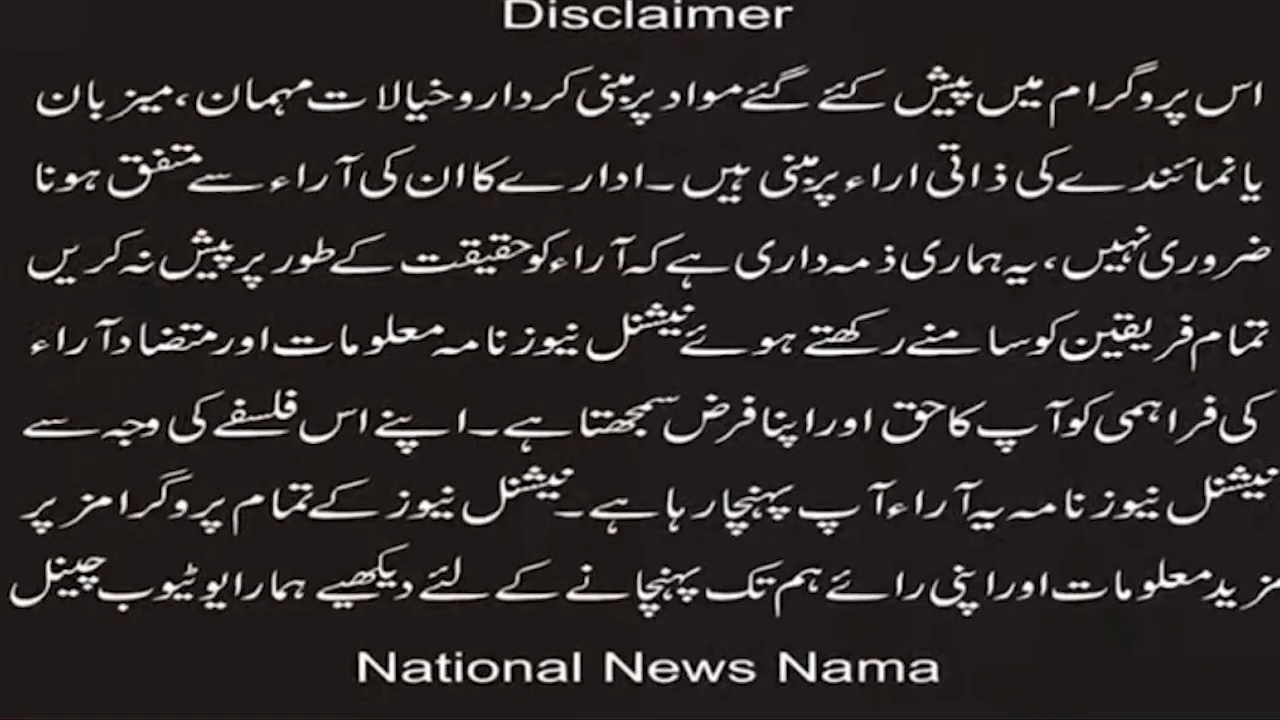 Disclaimer
اس پروگرام میں پیش کئے گئے مواد پر مبنی کردار و خیالات مہمان، میزبان
یا نمائندے کی ذاتی اراء پر مبنی ہیں۔ ادارے کا ان کی آراء سے متفق ہونا
ضروری نہیں، یہ ہماری ذمہ داری ہے کہ آراء کو حقیقت کے طور پر پیش نہ کریں
تمام فریقین کو سامنے رکھتے ہوئے نیشنل نیوز نامہ معلومات اور متضاد آراء
کی فراہمی کو آپ کا حق اور اپنا فرض سمجھتا ہے۔ اپنے اس فلسفے کی وجہ سے
نیشنل نیوز نامہ یہ آراء آپ پہنچا رہا ہے۔ نیشنل نیوز کے تمام پروگرامز پر
مزید معلومات اور اپنی رائے ہم تک پہنچانے کے لئے دیکھیے ہمارا یوٹیوب چینل
National News Nama